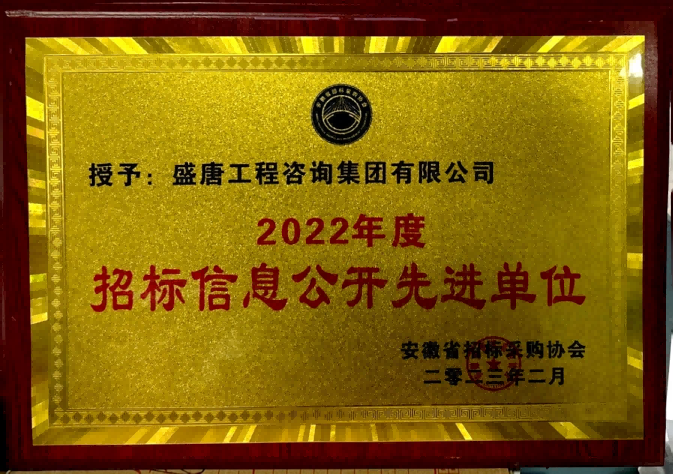 授予：盛唐工程咨询集团有限公司
2022年度
招标信息公开先进单位
安徽省招标采购协会
二零二三年二月